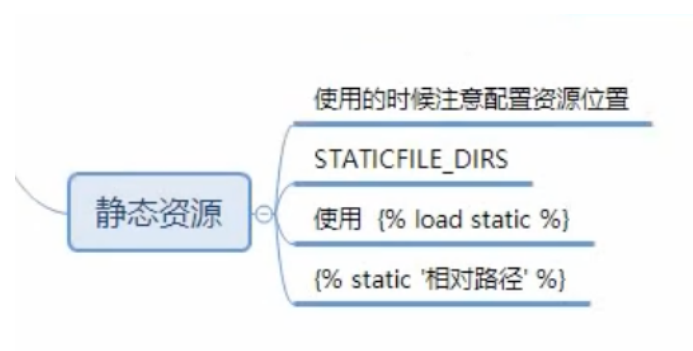 使用的时候注意配置资源位置
STATICFILE_DIRS
静态资源
使用 {% load static %}
{% static '相对路径' %}